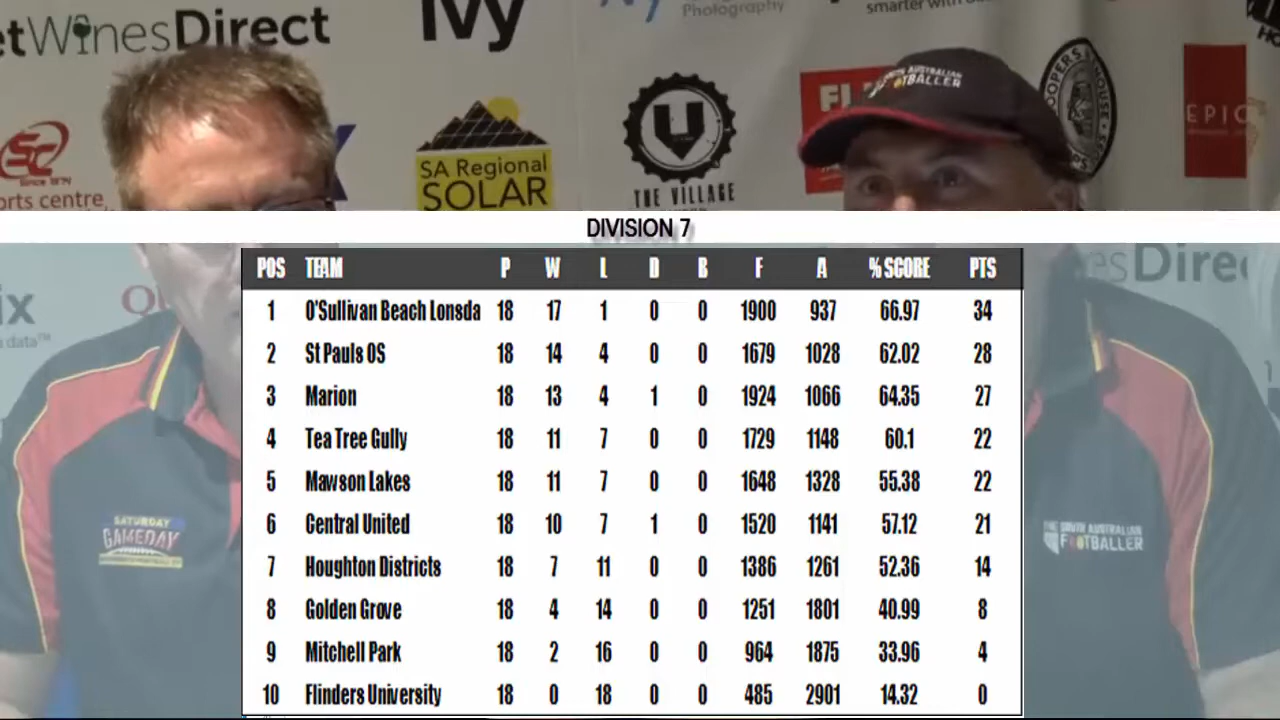 etWinesDirect
Ivy
Photography
smarter with
SC
Since 1974
orts centre
SA Regional
SOLAR
U
THE VILLAGE
SOUTH AUSTRALIAN
FOOTBALLER
EPIC
DIVISION 7
POS TEAM P W L D B F A % SCORE PTS
1 O'Sullivan Beach Lonsda 18 17 1 0 0 1900 937 66.97 34
2 St Pauls OS 18 14 4 0 0 1679 1028 62.02 28
3 Marion 18 13 4 1 0 1924 1066 64.35 27
4 Tea Tree Gully 18 11 7 0 0 1729 1148 60.1 22
5 Mawson Lakes 18 11 7 0 0 1648 1328 55.38 22
6 Central United 18 10 7 1 0 1520 1141 57.12 21
7 Houghton Districts 18 7 11 0 0 1386 1261 52.36 14
8 Golden Grove 18 4 14 0 0 1251 1801 40.99 8
9 Mitchell Park 18 2 16 0 0 964 1875 33.96 4
10 Flinders University 18 0 18 0 0 485 2901 14.32 0
ix
data™
esDirec
SATURDAY
GAMEDAY
THE SOUTH AUSTRALIAN
FOOTBALLER